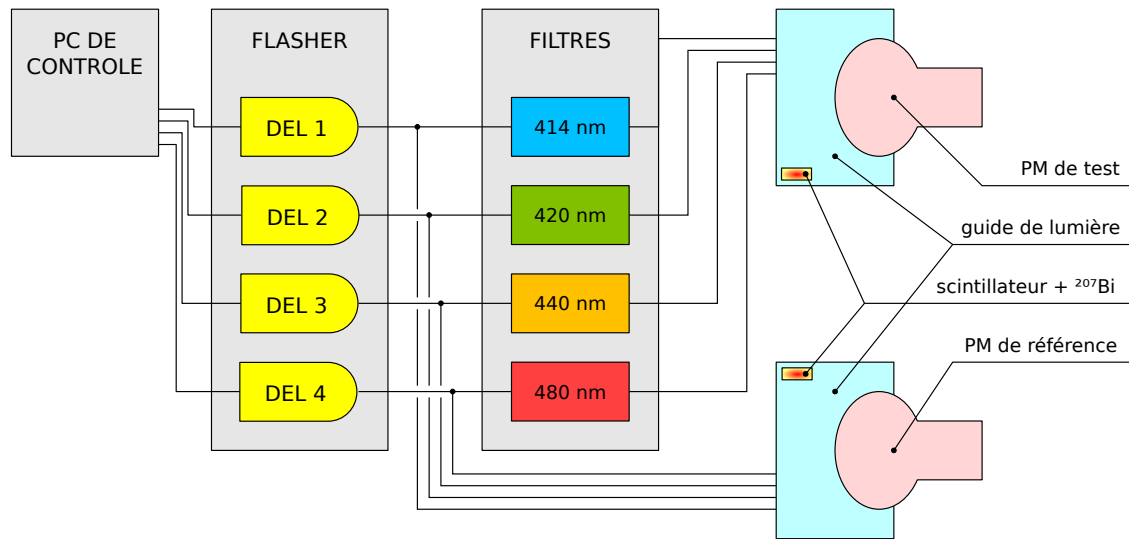 PC DE
CONTROLE
FLASHER
FILTRES
DEL 1
414 nm
DEL 2
420 nm
DEL 3
440 nm
DEL 4
480 nm
PM de test
guide de lumière
scintillateur + ²⁰⁷Bi
PM de référence